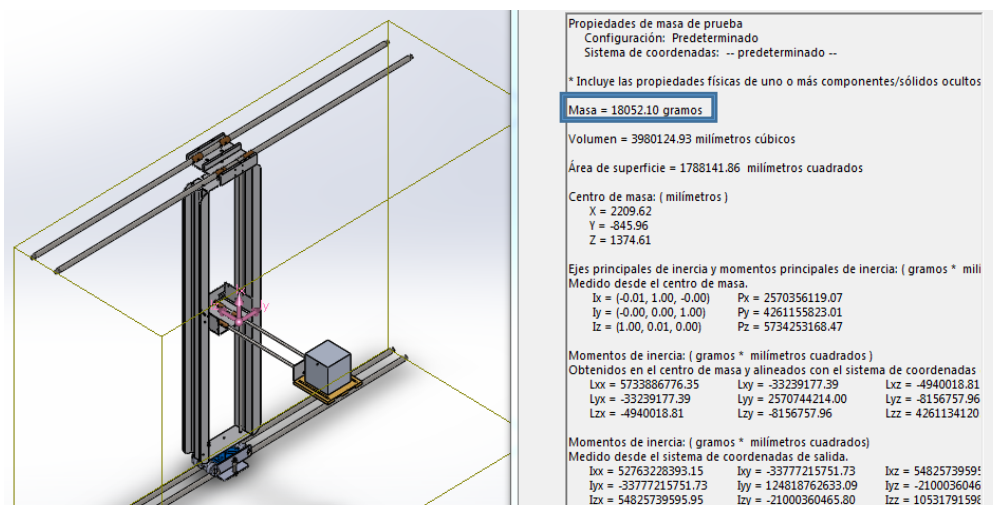 Propiedades de masa de prueba
Configuración: Predeterminado
Sistema de coordenadas: -- predeterminado --
* Incluye las propiedades físicas de uno o más componentes/sólidos ocultos
Masa = 18052.10 gramos
Volumen = 3980124.93 milímetros cúbicos
Área de superficie = 1788141.86 milímetros cuadrados
Centro de masa: ( milímetros )
X = 2209.62
Y = -845.96
Z = 1374.61
Ejes principales de inercia y momentos principales de inercia: ( gramos * mili
Medido desde el centro de masa.
Ix = (-0.01, 1.00, -0.00) Px = 2570356119.07
Iy = (-0.00, 0.00, 1.00) Py = 4261155823.01
Iz = (1.00, 0.01, 0.00) Pz = 5734253168.47
Momentos de inercia: ( gramos * milímetros cuadrados )
Obtenidos en el centro de masa y alineados con el sistema de coordenadas
Lxx = 5733886776.35 Lxy = -33239177.39 Lxz = -4940018.81
Lyx = -33239177.39 Lyy = 2570744214.00 Lyz = -8156757.96
Lzx = -4940018.81 Lzy = -8156757.96 Lzz = 4261134120
Momentos de inercia: ( gramos * milímetros cuadrados)
Medido desde el sistema de coordenadas de salida.
Ixx = 52763228393.15 Ixy = -33777215751.73 Ixz = 5482573959
Iyx = -33777215751.73 Iyy = 124818762633.09 Iyz = -2100036046
Izx = 54825739595.95 Izy = -21000360465.80 Izz = 1053179159
y